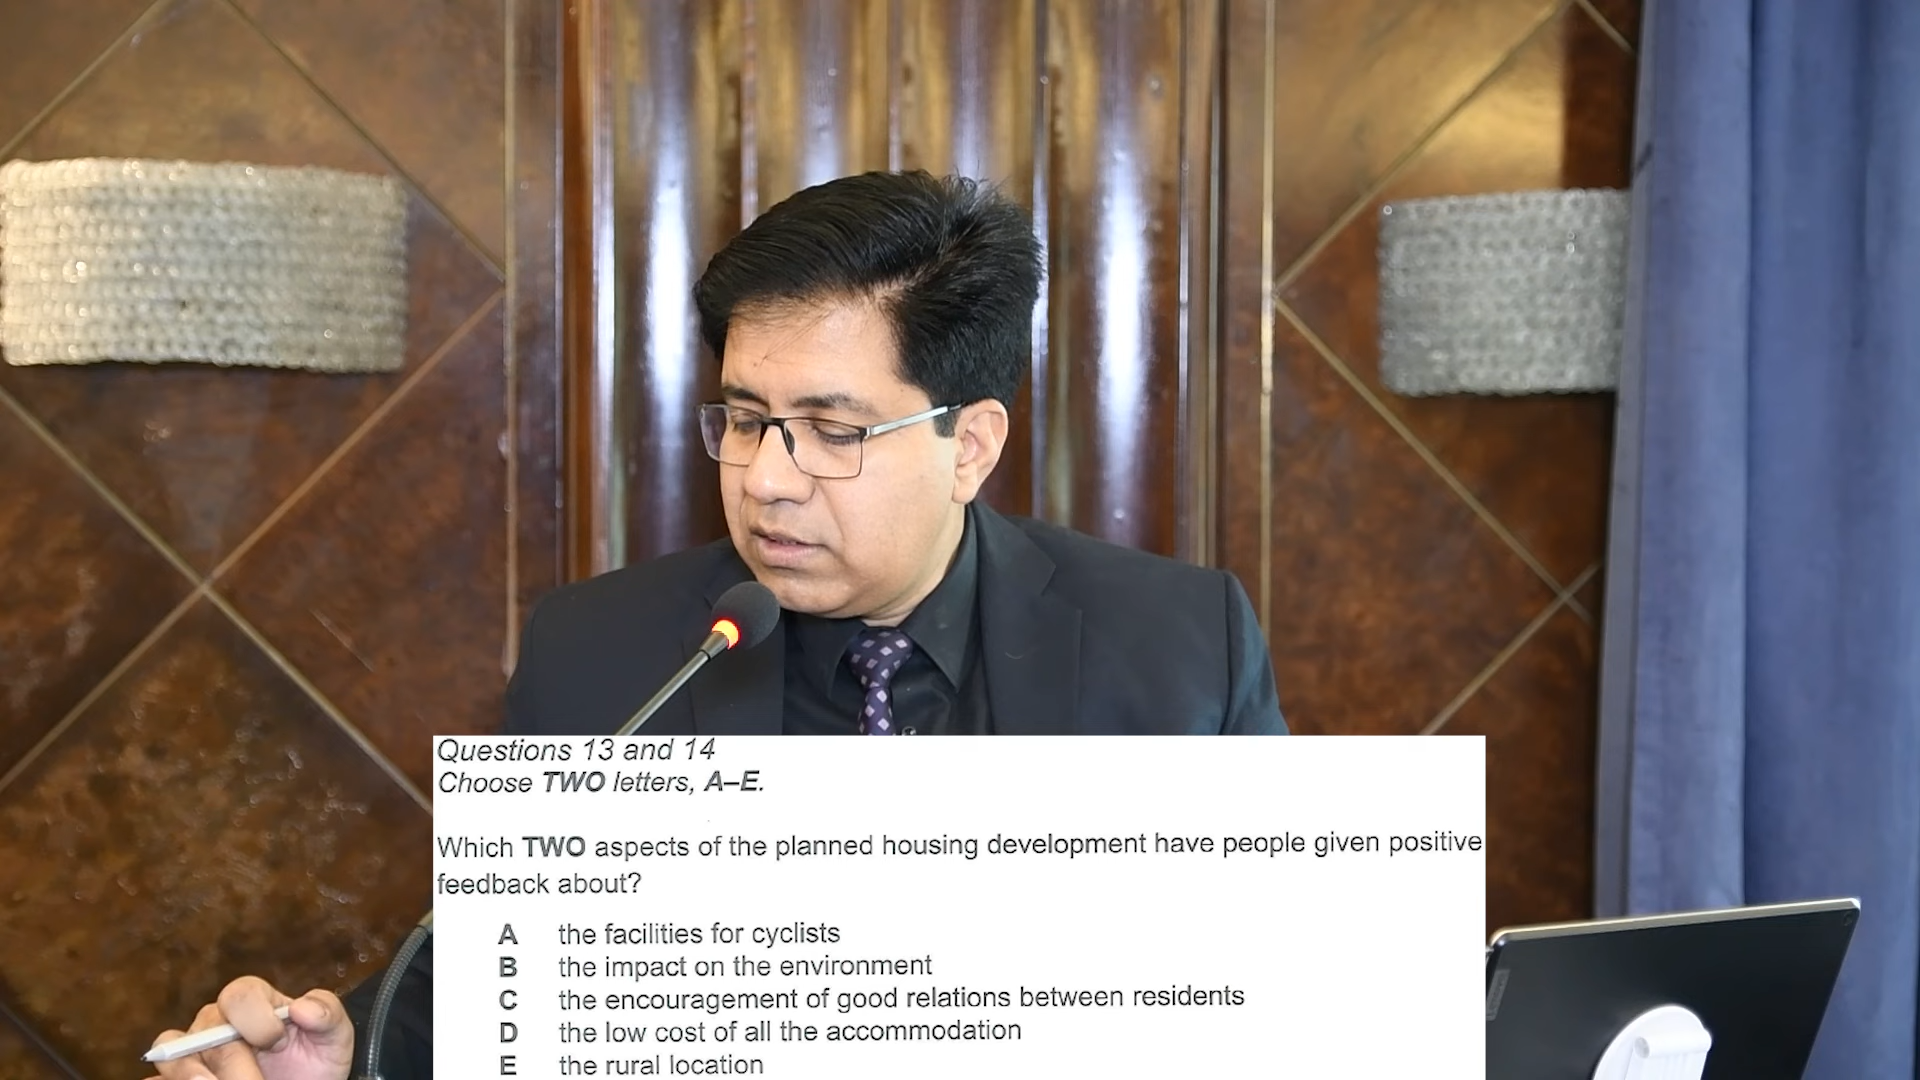 Questions 13 and 14
Choose TWO letters, A–E.
Which TWO aspects of the planned housing development have people given positive
feedback about?
A the facilities for cyclists
B the impact on the environment
C the encouragement of good relations between residents
D the low cost of all the accommodation
E the rural location